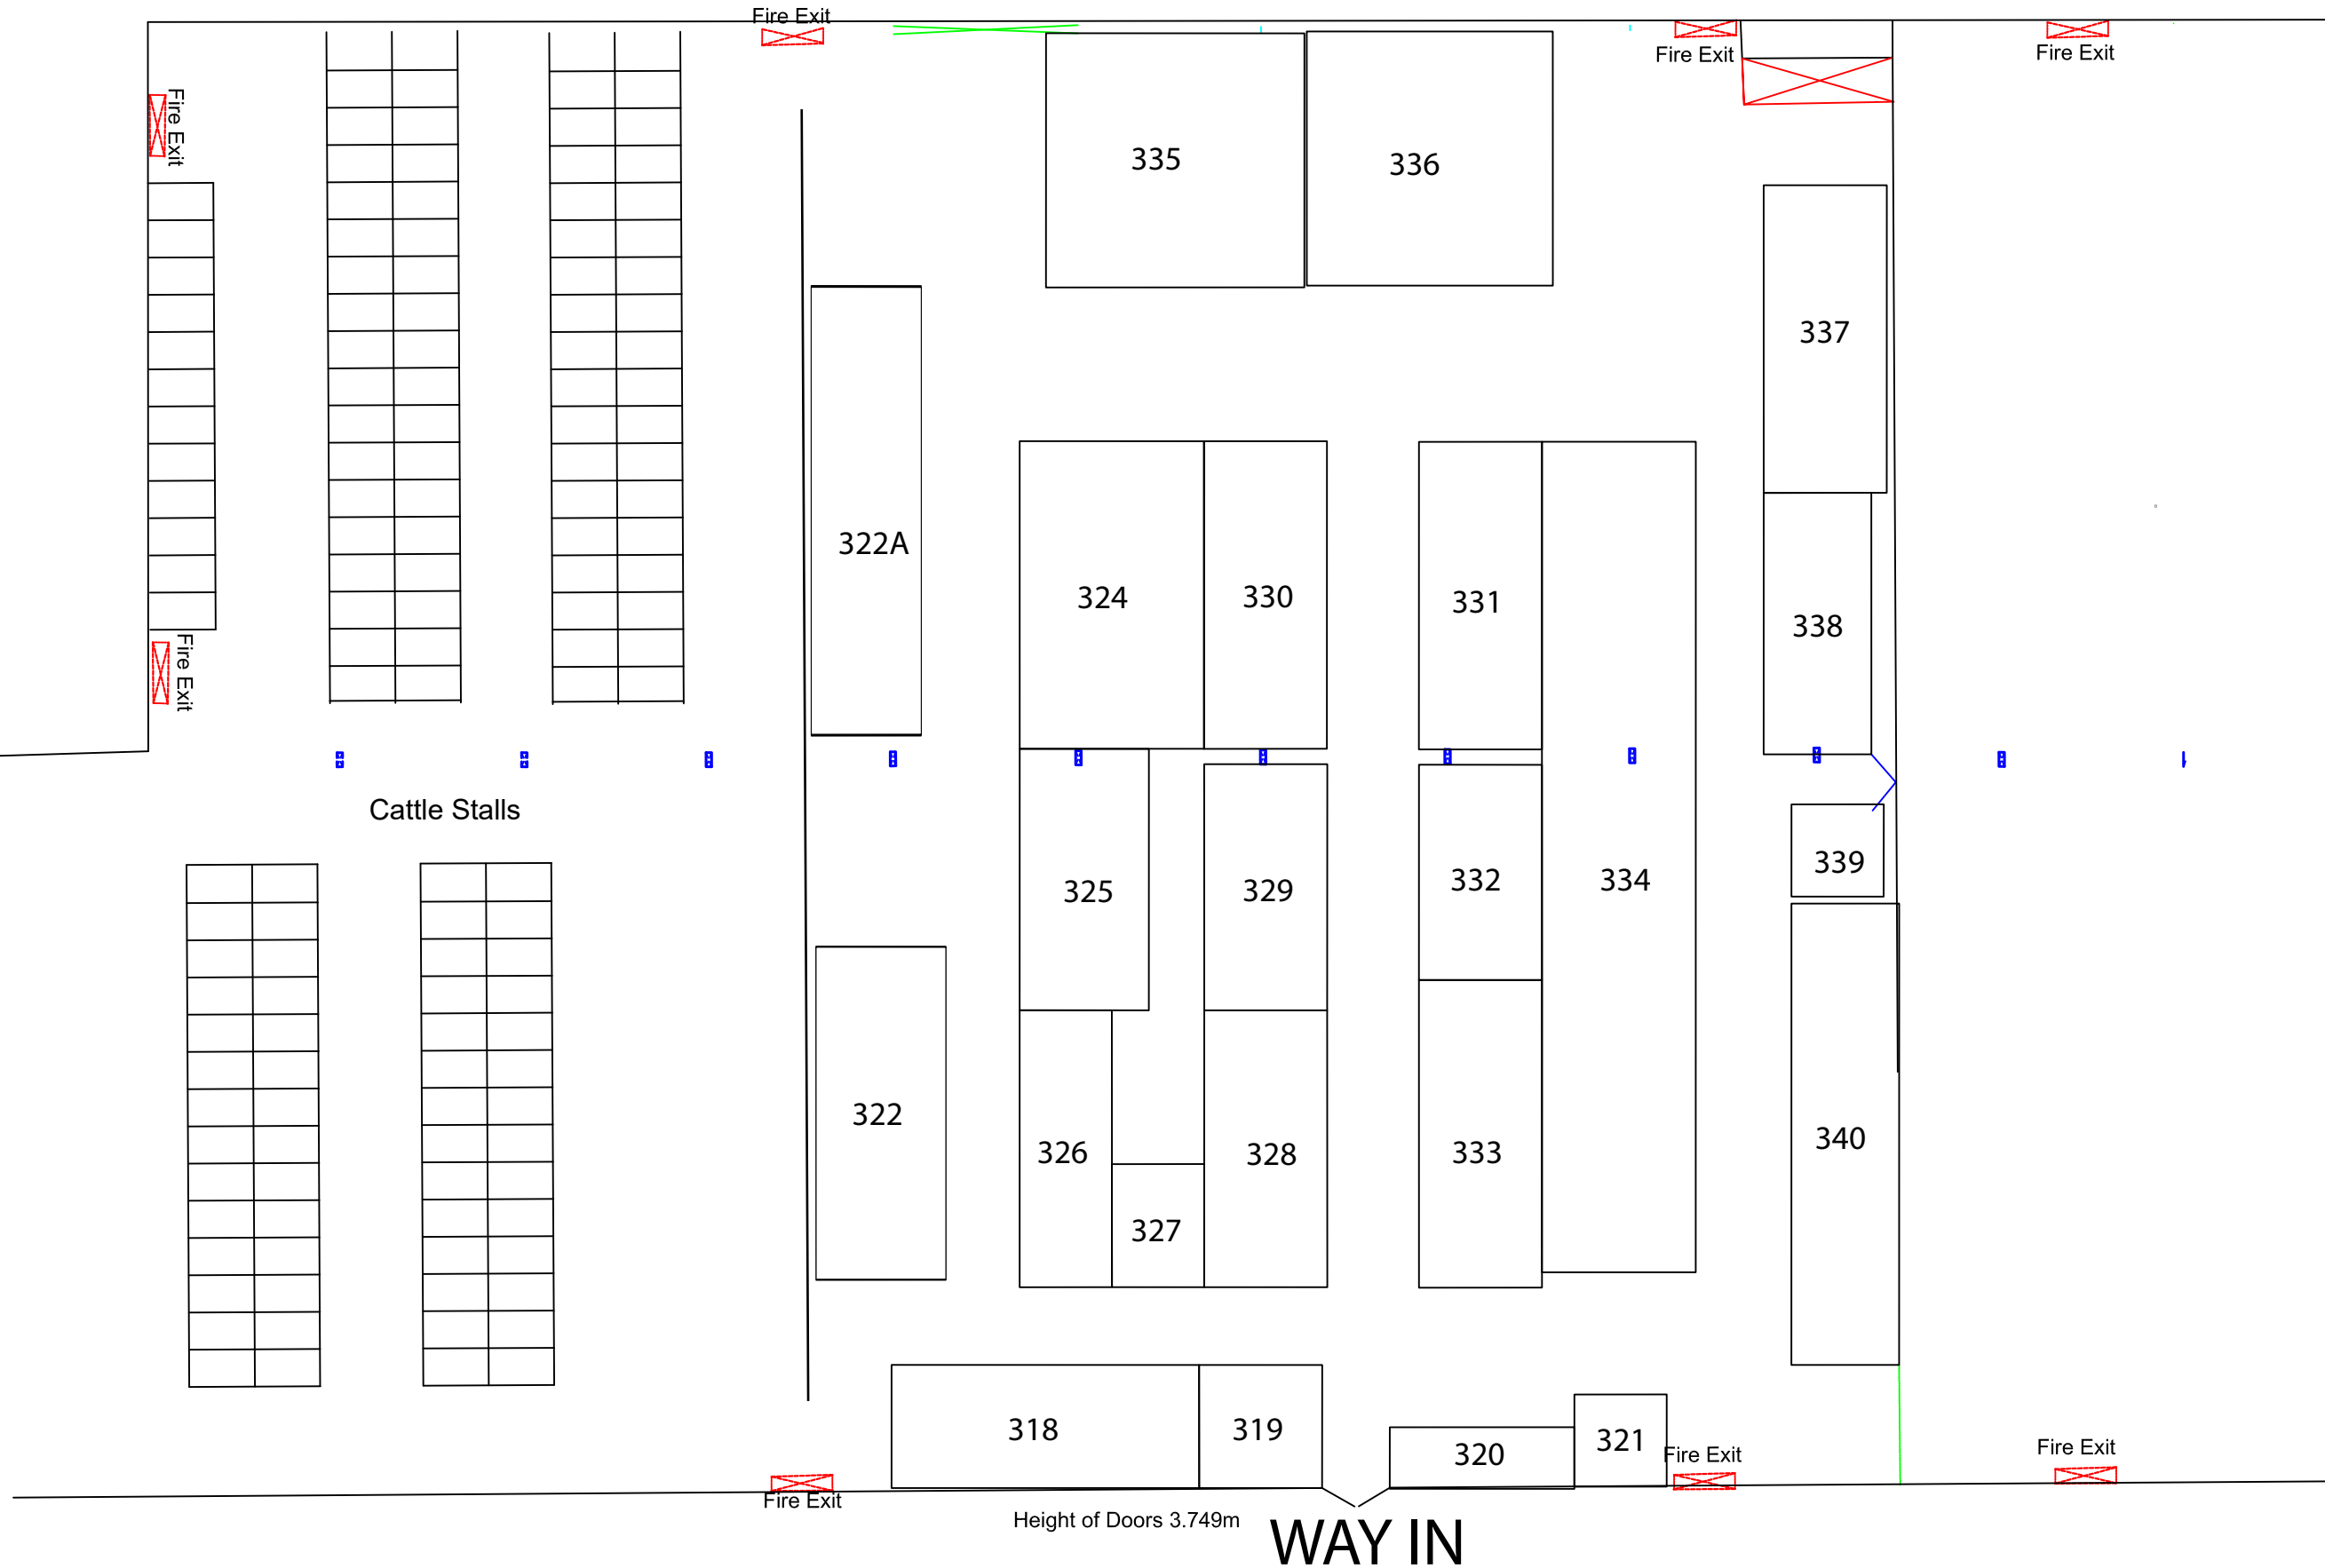 Fire Exit
Fire Exit
Fire Exit
Fire Exit
335
336
337
322A
324
330
331
338
Fire Exit
Cattle Stalls
325
329
332
334
339
322
326
328
333
340
327
318
319
320
321
Fire Exit
Fire Exit
Fire Exit
Height of Doors 3.749m
WAY IN